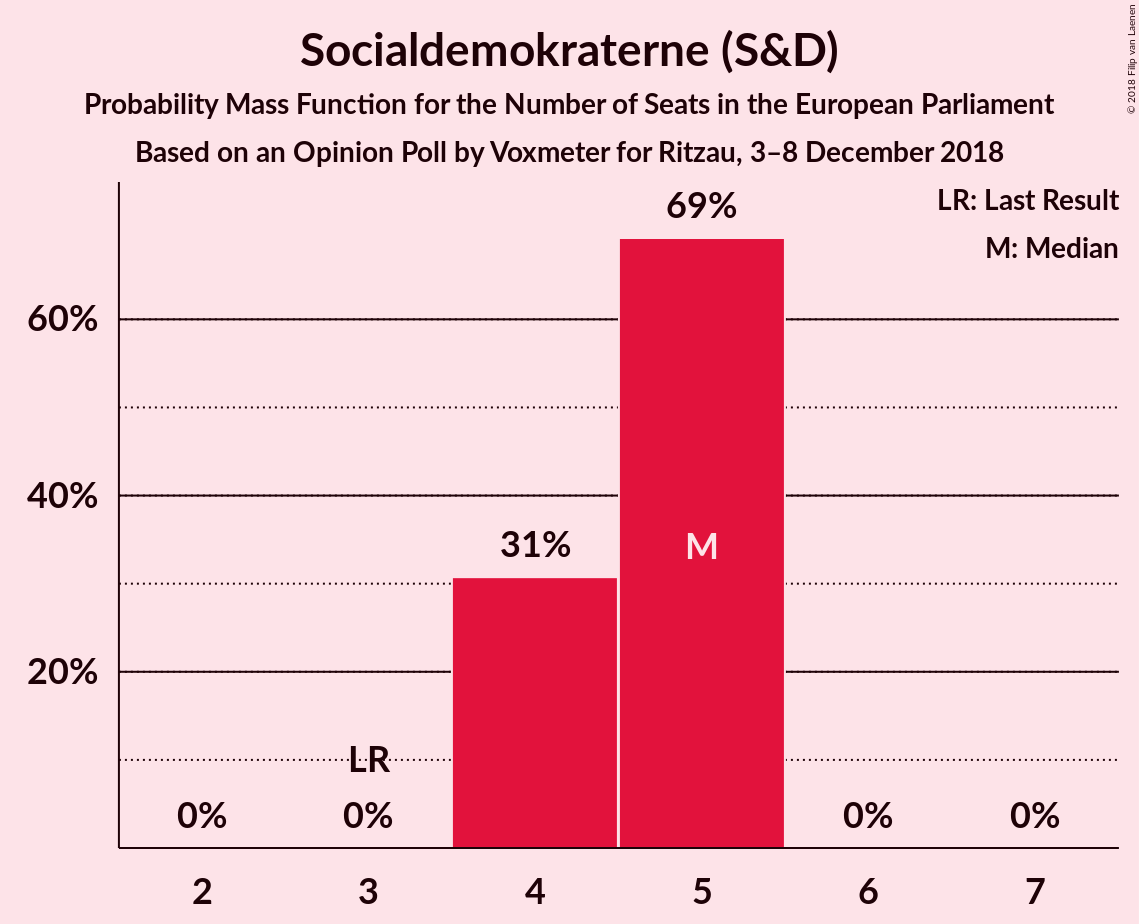 Socialdemokraterne (S&D)
Probability Mass Function for the Number of Seats in the European Parliament
Based on an Opinion Poll by Voxmeter for Ritzau, 3–8 December 2018
© 2018 Filip van Laenen
LR: Last Result
M: Median
69%
60%
40%
31%
M
20%
LR
0%
0%
0%
0%
2
3
4
5
6
7